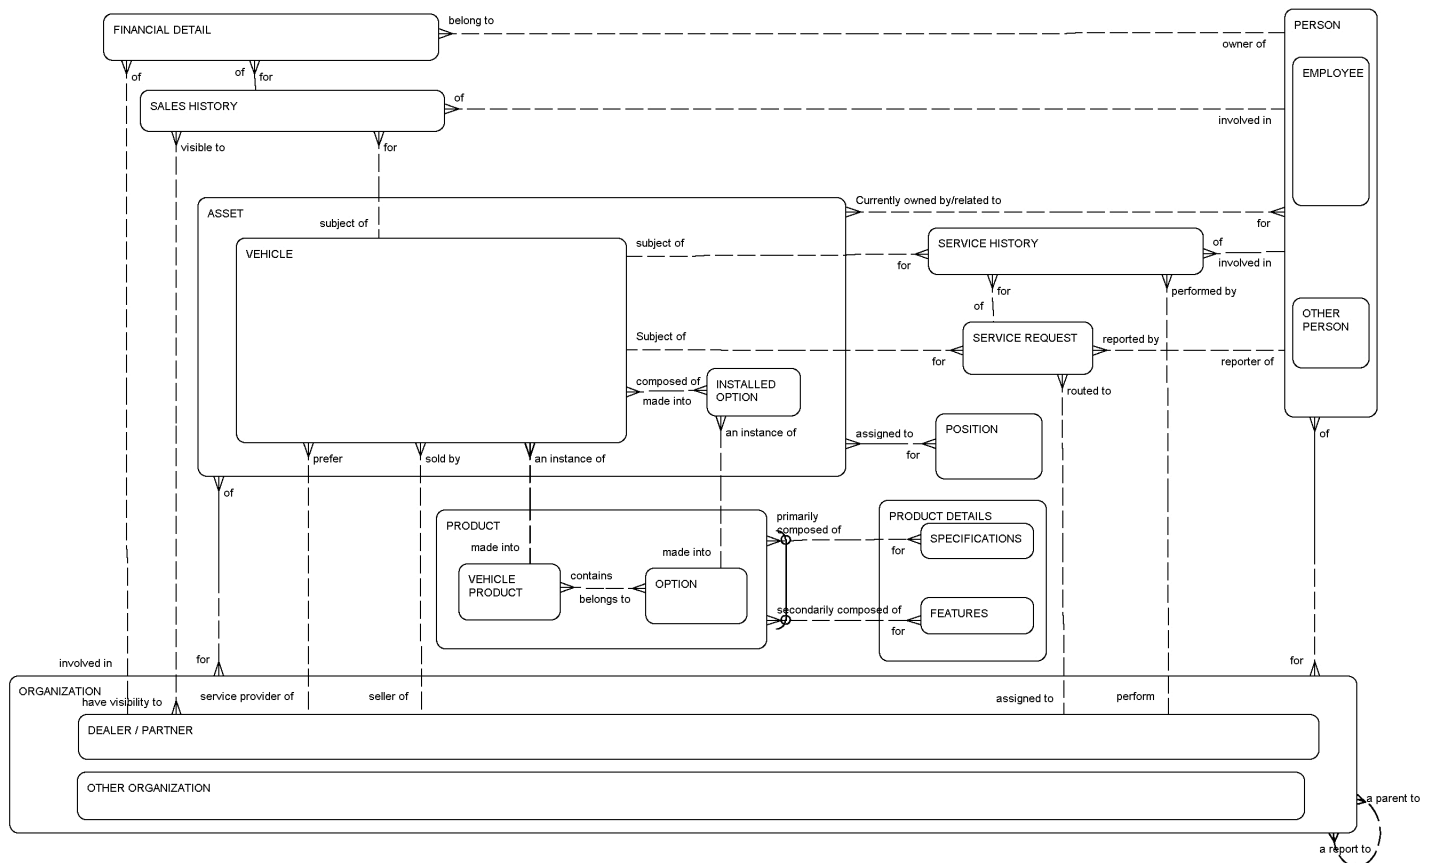 FINANCIAL DETAIL
belong to
owner of
PERSON
EMPLOYEE
of
of
for
SALES HISTORY
of
involved in
visible to
for
ASSET
subject of
Currently owned by/related to
for
VEHICLE
subject of
for
SERVICE HISTORY
of
involved in
for
of
performed by
OTHER
PERSON
Subject of
for
SERVICE REQUEST
reported by
reporter of
composed of
made into
INSTALLED
OPTION
routed to
an instance of
assigned to
for
POSITION
of
prefer
sold by
an instance of
of
PRODUCT
made into
made into
primarily
composed of
for
PRODUCT DETAILS
SPECIFICATIONS
VEHICLE
PRODUCT
contains
belongs to
OPTION
secondarily composed of
for
FEATURES
involved in
for
for
ORGANIZATION
have visibility to
service provider of
seller of
assigned to
perform
DEALER / PARTNER
OTHER ORGANIZATION
a parent to
a report to